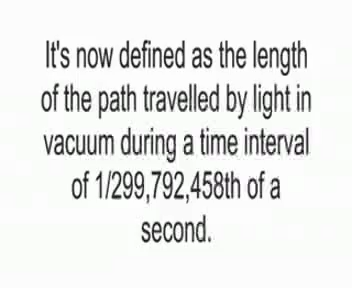 It's now defined as the length
of the path travelled by light in
vacuum during a time interval
of 1/299,792,458th of a
second.